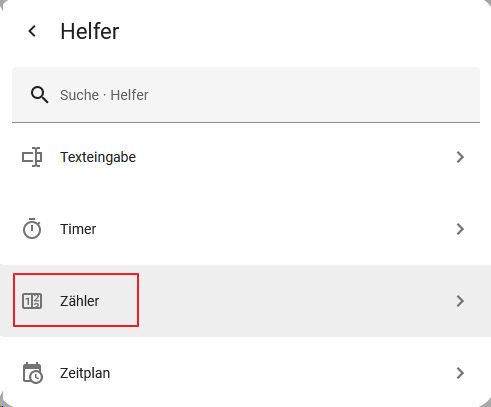 Helfer
Suche · Helfer
Texteingabe
Timer
Zähler
Zeitplan